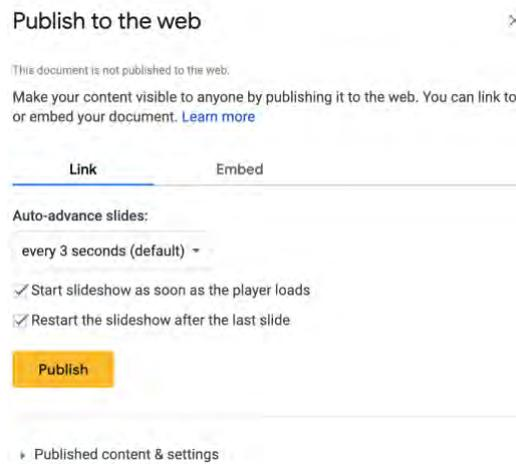 Publish to the web
This document is not published to the web.
Make your content visible to anyone by publishing it to the web. You can link to
or embed your document. Learn more
Link Embed
Auto-advance slides:
every 3 seconds (default)
Start slideshow as soon as the player loads
Restart the slideshow after the last slide
Publish
Published content & settings